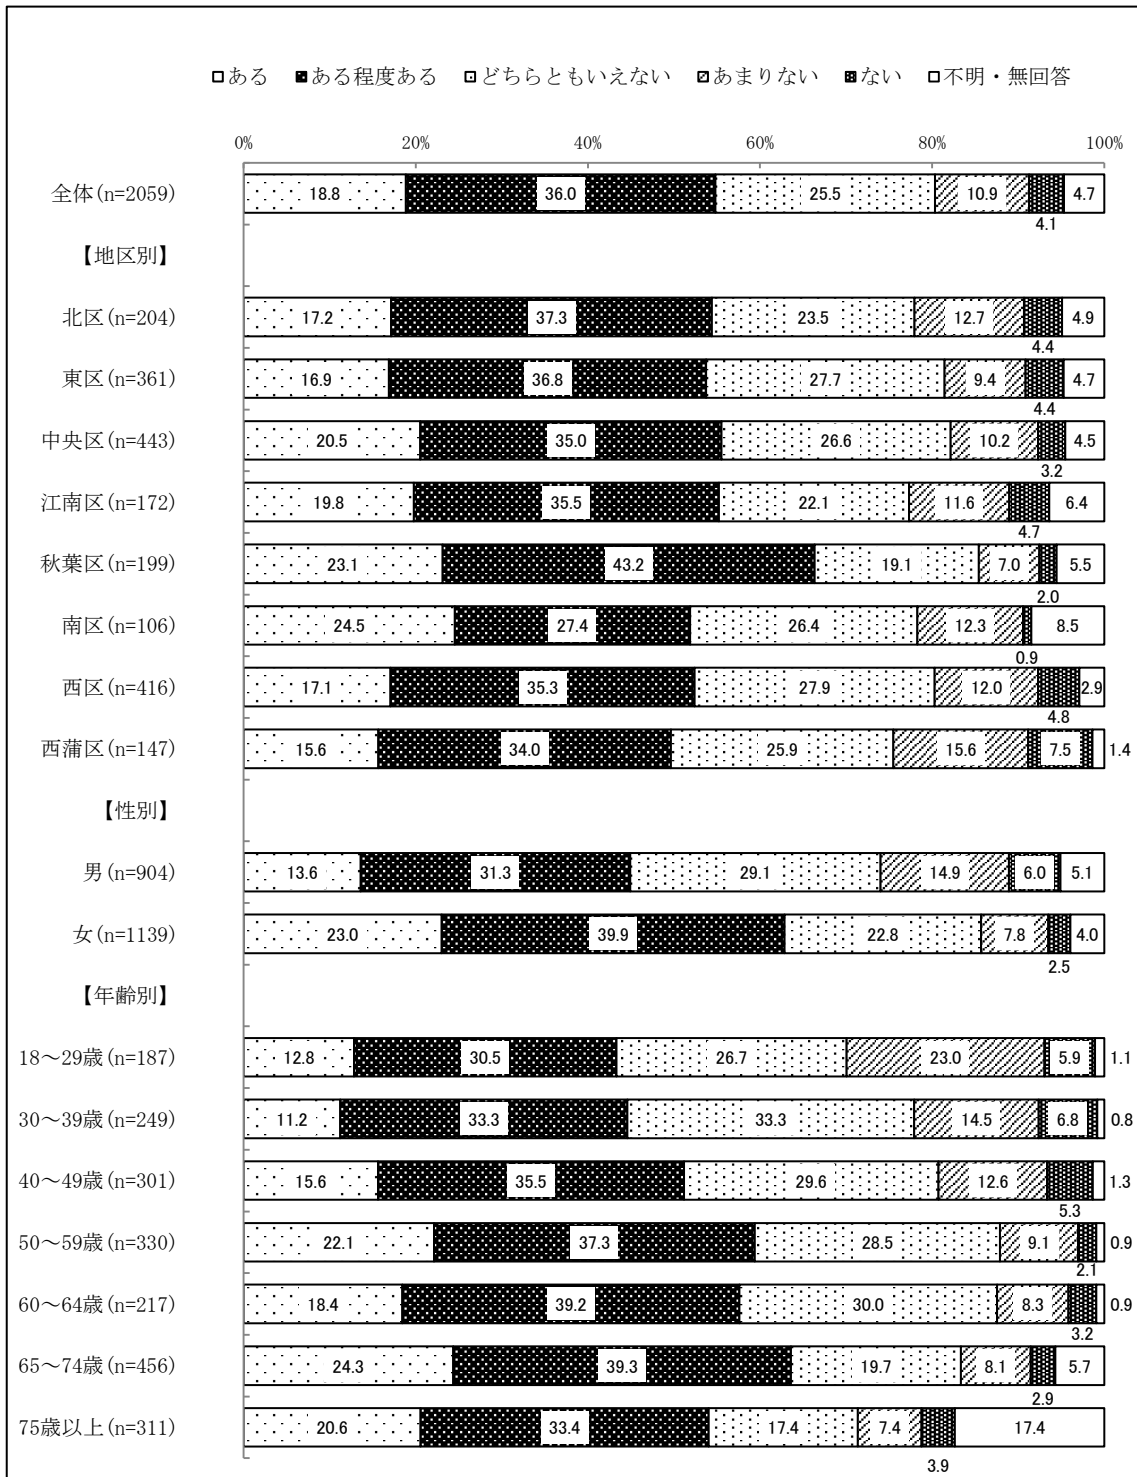 ある ある程度ある どちらともいえない あまりない ない 不明・無回答
0% 20% 40% 60% 80% 100%
全体(n=2059) 18.8 36.0 25.5 10.9 4.1 4.7
【地区別】
北区(n=204) 17.2 37.3 23.5 12.7 4.4 4.9
東区(n=361) 16.9 36.8 27.7 9.4 4.4 4.7
中央区(n=443) 20.5 35.0 26.6 10.2 3.2 4.5
江南区(n=172) 19.8 35.5 22.1 11.6 4.7 6.4
秋葉区(n=199) 23.1 43.2 19.1 7.0 2.0 5.5
南区(n=106) 24.5 27.4 26.4 12.3 0.9 8.5
西区(n=416) 17.1 35.3 27.9 12.0 4.8 2.9
西蒲区(n=147) 15.6 34.0 25.9 15.6 7.5 1.4
【性別】
男(n=904) 13.6 31.3 29.1 14.9 6.0 5.1
女(n=1139) 23.0 39.9 22.8 7.8 2.5 4.0
【年齢別】
18～29歳(n=187) 12.8 30.5 26.7 23.0 5.9 1.1
30～39歳(n=249) 11.2 33.3 33.3 14.5 6.8 0.8
40～49歳(n=301) 15.6 35.5 29.6 12.6 5.3 1.3
50～59歳(n=330) 22.1 37.3 28.5 9.1 2.1 0.9
60～64歳(n=217) 18.4 39.2 30.0 8.3 3.2 0.9
65～74歳(n=456) 24.3 39.3 19.7 8.1 2.9 5.7
75歳以上(n=311) 20.6 33.4 17.4 7.4 3.9 17.4